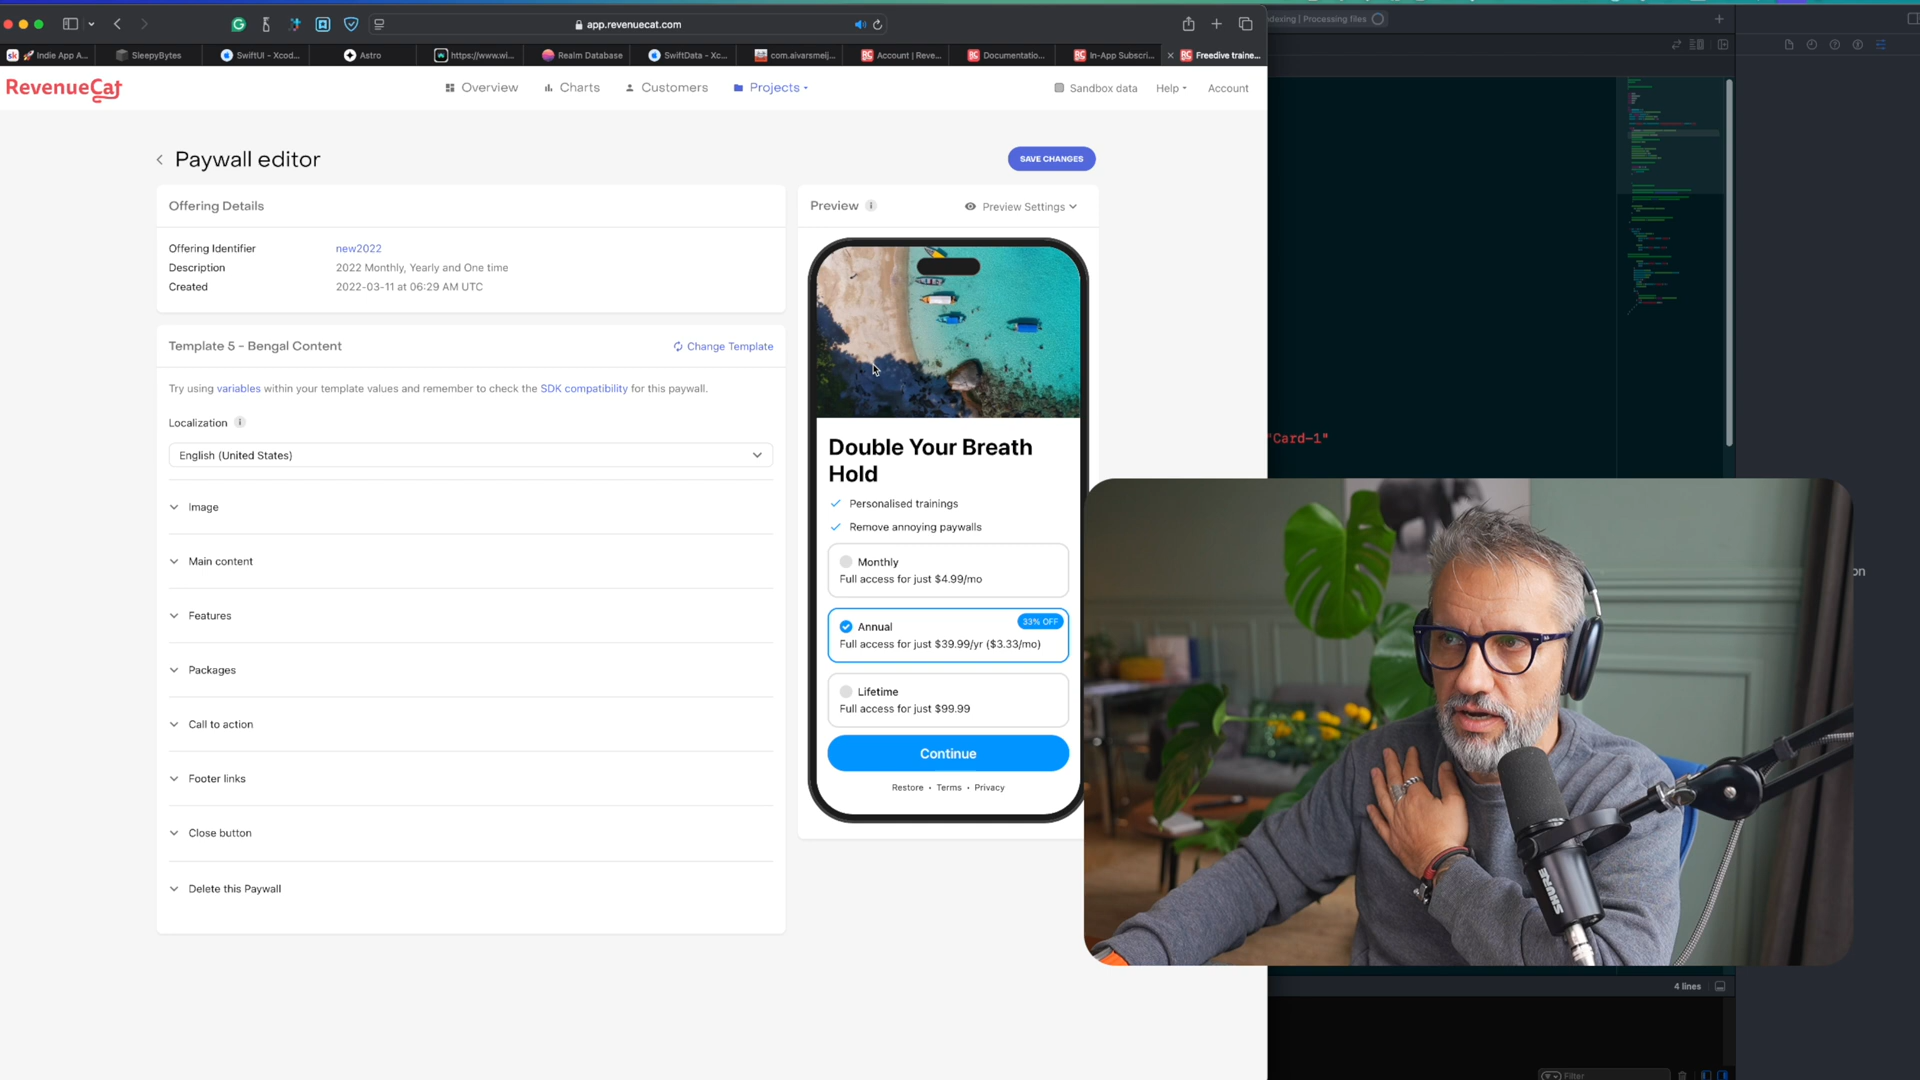 app.revenuecat.com
dexing | Processing files
Indie App A...
SleepyBytes
SwiftUI - Xcod...
Astro
https://www.wi...
Realm Database
SwiftData - Xc...
com.aivarsmeij...
Account | Reve...
Documentatio...
In-App Subscri...
Freedive traine...
RevenueCat
Overview
Charts
Customers
Projects
Sandbox data
Help
Account
Paywall editor
SAVE CHANGES
Offering Details
Offering Identifier new2022
Description 2022 Monthly, Yearly and One time
Created 2022-03-11 at 06:29 AM UTC
Template 5 - Bengal Content
Change Template
Try using variables within your template values and remember to check the SDK compatibility for this paywall.
Localization
English (United States)
Image
Main content
Features
Packages
Call to action
Footer links
Close button
Delete this Paywall
Preview
Preview Settings
Double Your Breath
Hold
Personalised trainings
Remove annoying paywalls
Monthly
Full access for just $4.99/mo
Annual
33% OFF
Full access for just $39.99/yr ($3.33/mo)
Lifetime
Full access for just $99.99
Continue
Restore • Terms • Privacy
"Card-1"
on
SHURE
4 lines
Filter